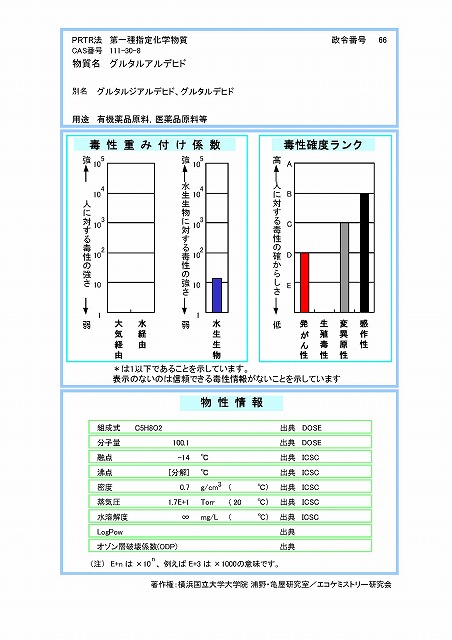 PRTR法 第一種指定化学物質 政令番号 66
CAS番号 111-30-8
物質名 グルタルアルデヒド
別名 グルタルジアルデヒド、グルタルデヒド
用途 有機薬品原料, 医薬品原料等
毒性重み付け係数
強
人に対する毒性の強さ
弱
10^5
10^4
10^3
10^2
10
1
大気経由
水経由
強
水生生物に対する毒性の強さ
弱
10^5
10^4
10^3
10^2
10
1
水生生物
毒性確度ランク
高
人に対する毒性の確からしさ
低
A
B
C
D
E
発がん性
生殖毒性
変異原性
感作性
*は1以下であることを示しています。
表示のないのは信頼できる毒性情報がないことを示しています
物性情報
組成式 C5H8O2 出典 DOSE
分子量 100.1 出典 DOSE
融点 -14 ℃ 出典 ICSC
沸点 [分解] ℃ 出典 ICSC
密度 0.7 g/cm3 ( ℃) 出典 ICSC
蒸気圧 1.7E+1 Torr (20 ℃) 出典 ICSC
水溶解度 ∞ mg/L ( ℃) 出典 ICSC
LogPow 出典
オゾン層破壊係数(ODP) 出典
(注) E+n は ×10^n、例えば E+3 は ×1000の意味です。
著作権:横浜国立大学大学院 浦野・亀屋研究室/エコケミストリー研究会